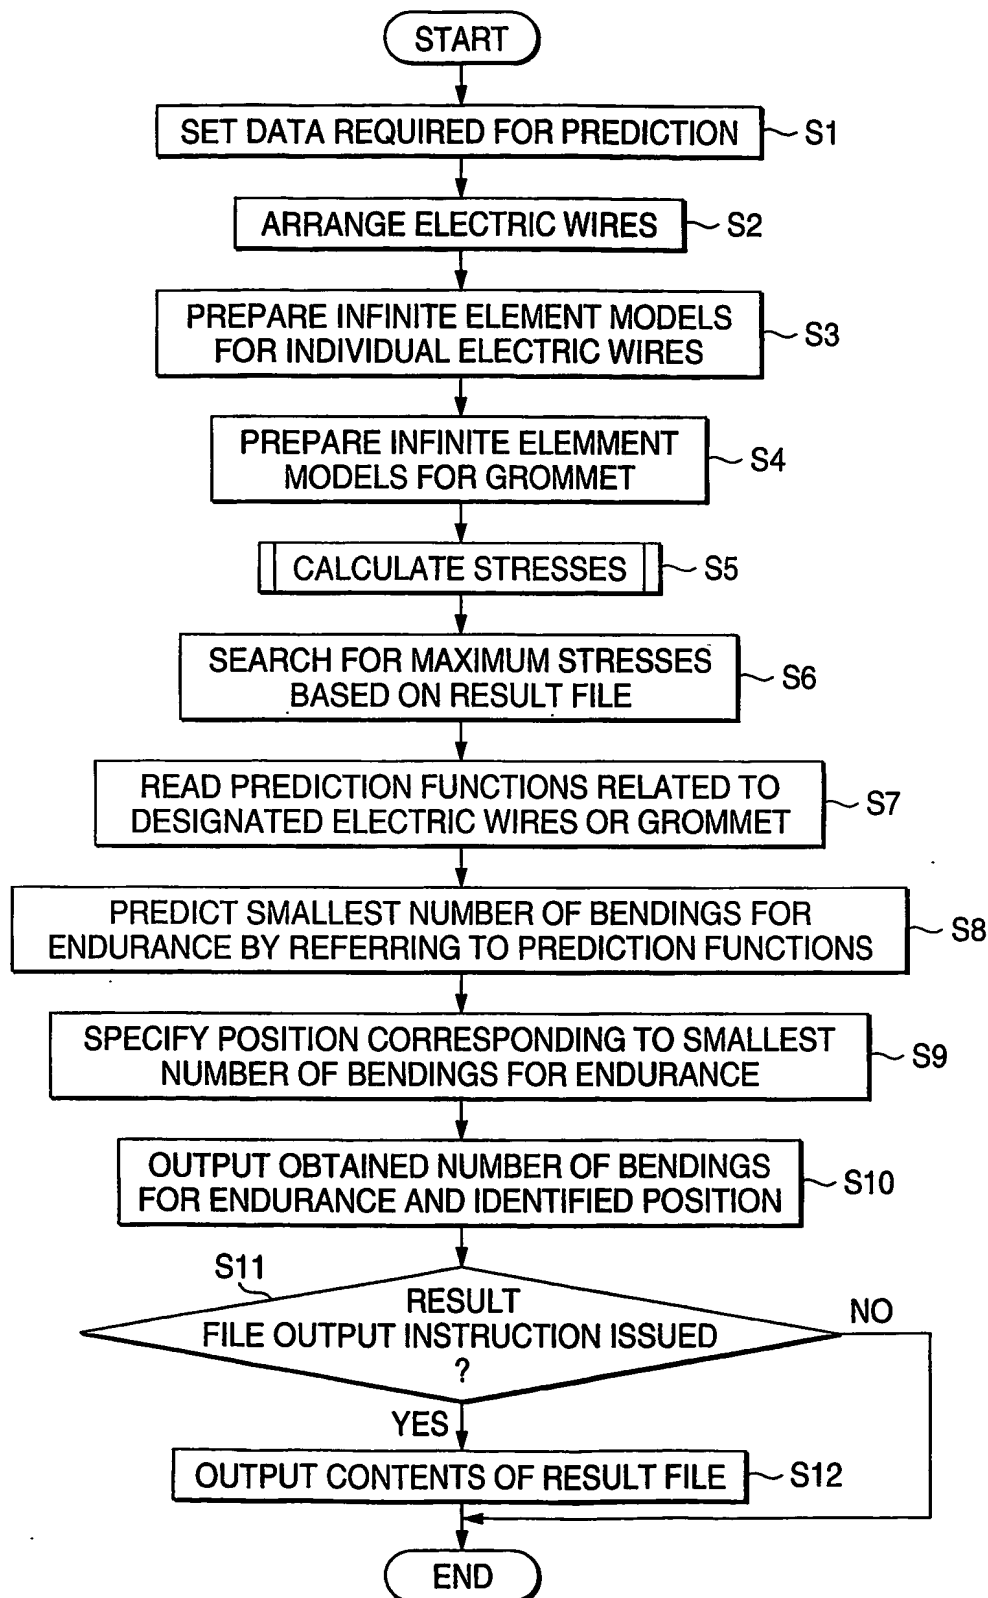 START
SET DATA REQUIRED FOR PREDICTION
S1
ARRANGE ELECTRIC WIRES
S2
PREPARE INFINITE ELEMENT MODELS
FOR INDIVIDUAL ELECTRIC WIRES
S3
PREPARE INFINITE ELEMMENT
MODELS FOR GROMMET
S4
CALCULATE STRESSES
S5
SEARCH FOR MAXIMUM STRESSES
BASED ON RESULT FILE
S6
READ PREDICTION FUNCTIONS RELATED TO
DESIGNATED ELECTRIC WIRES OR GROMMET
S7
PREDICT SMALLEST NUMBER OF BENDINGS FOR
ENDURANCE BY REFERRING TO PREDICTION FUNCTIONS
S8
SPECIFY POSITION CORRESPONDING TO SMALLEST
NUMBER OF BENDINGS FOR ENDURANCE
S9
OUTPUT OBTAINED NUMBER OF BENDINGS
FOR ENDURANCE AND IDENTIFIED POSITION
S10
S11
RESULT
FILE OUTPUT INSTRUCTION ISSUED
?
NO
YES
OUTPUT CONTENTS OF RESULT FILE
S12
END